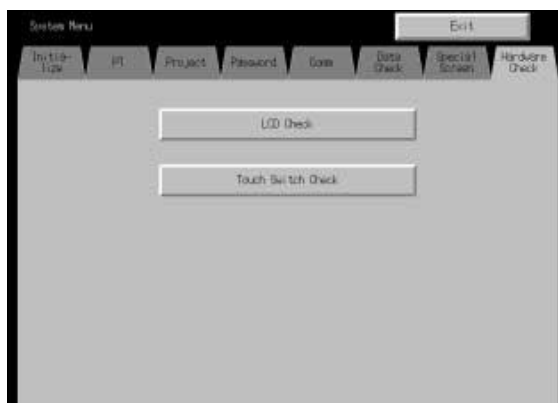 System Menu
Exit
Initia-
lize
PT
Project
Password
Comm
Data
Check
Special
Screen
Hardware
Check
LCD Check
Touch Switch Check